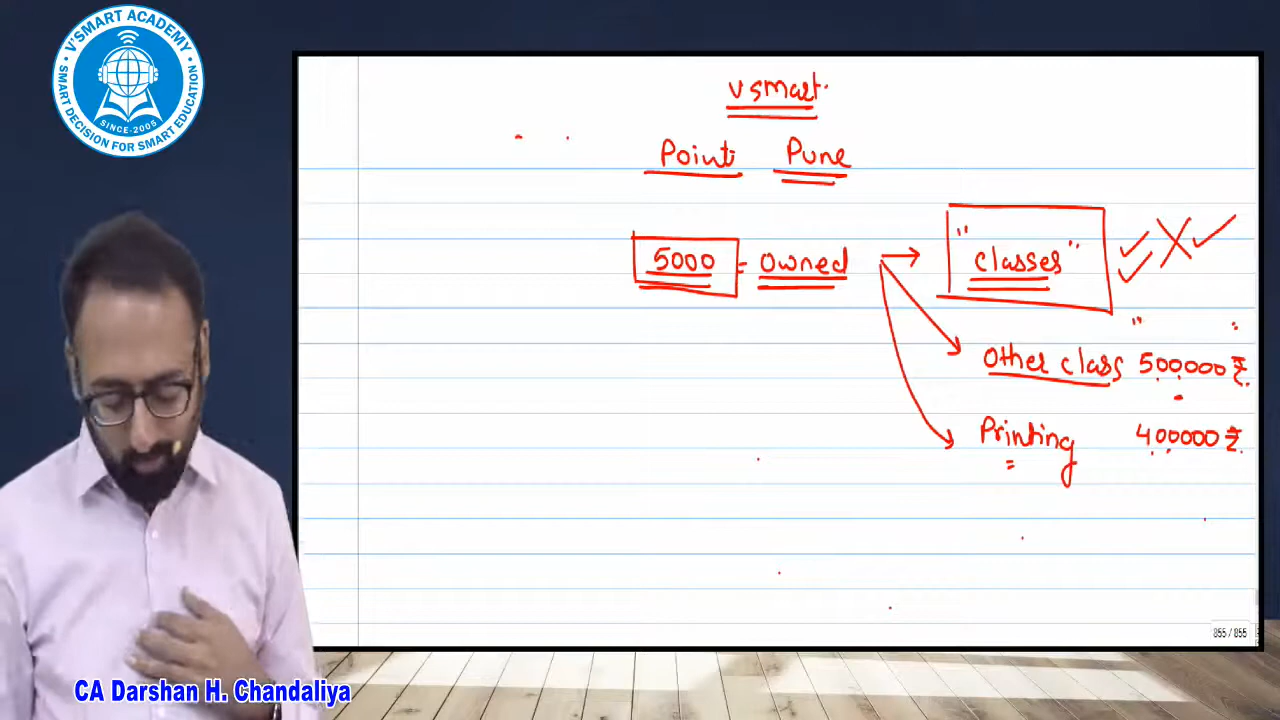 V'SMART ACADEMY
SMART DECISION FOR SMART EDUCATION
SINCE-2005
vsmart
Point Pune
5000 = owned → "classes"
Other class 500000 ₹
Printing 400000 ₹
855 / 855
CA Darshan H. Chandaliya